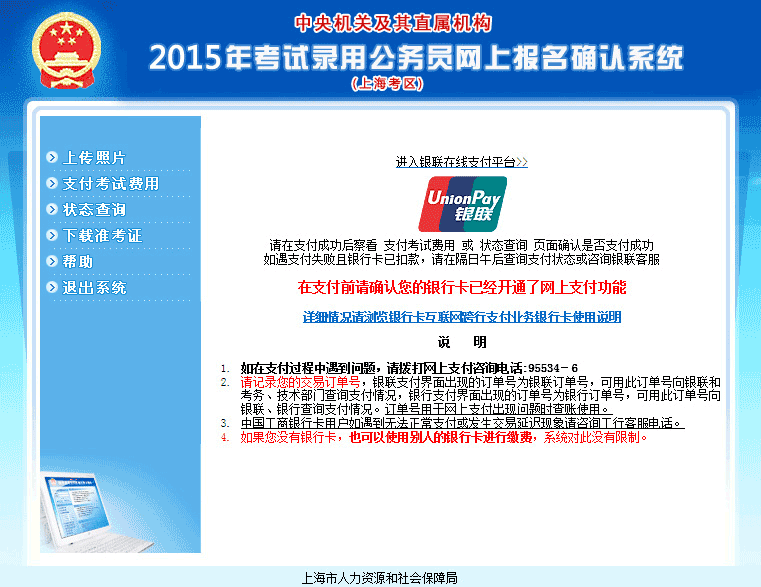 中央机关及其直属机构
2015年考试录用公务员网上报名确认系统
(上海考区)
上传照片
支付考试费用
状态查询
下载准考证
帮助
退出系统
进入银联在线支付平台>>
UnionPay
银联
请在支付成功后察看 支付考试费用 或 状态查询 页面确认是否支付成功
如遇支付失败且银行卡已扣款，请在隔日午后查询支付状态或咨询银联客服
在支付前请确认您的银行卡已经开通了网上支付功能
详细情况请浏览银行卡互联网跨行支付业务银行卡使用说明
说 明
1. 如在支付过程中遇到问题，请拨打网上支付咨询电话:95534－6
2. 请记录您的交易订单号，银联支付界面出现的订单号为银联订单号，可用此订单号向银联和
考务、技术部门查询支付情况，银行支付界面出现的订单号为银行订单号，可用此订单号向
银联、银行查询支付情况。订单号用于网上支付出现问题时查账使用。
3. 中国工商银行卡用户如遇到无法正常支付或发生交易延迟现象请咨询工行客服电话。
4. 如果您没有银行卡，也可以使用别人的银行卡进行缴费，系统对此没有限制。
上海市人力资源和社会保障局